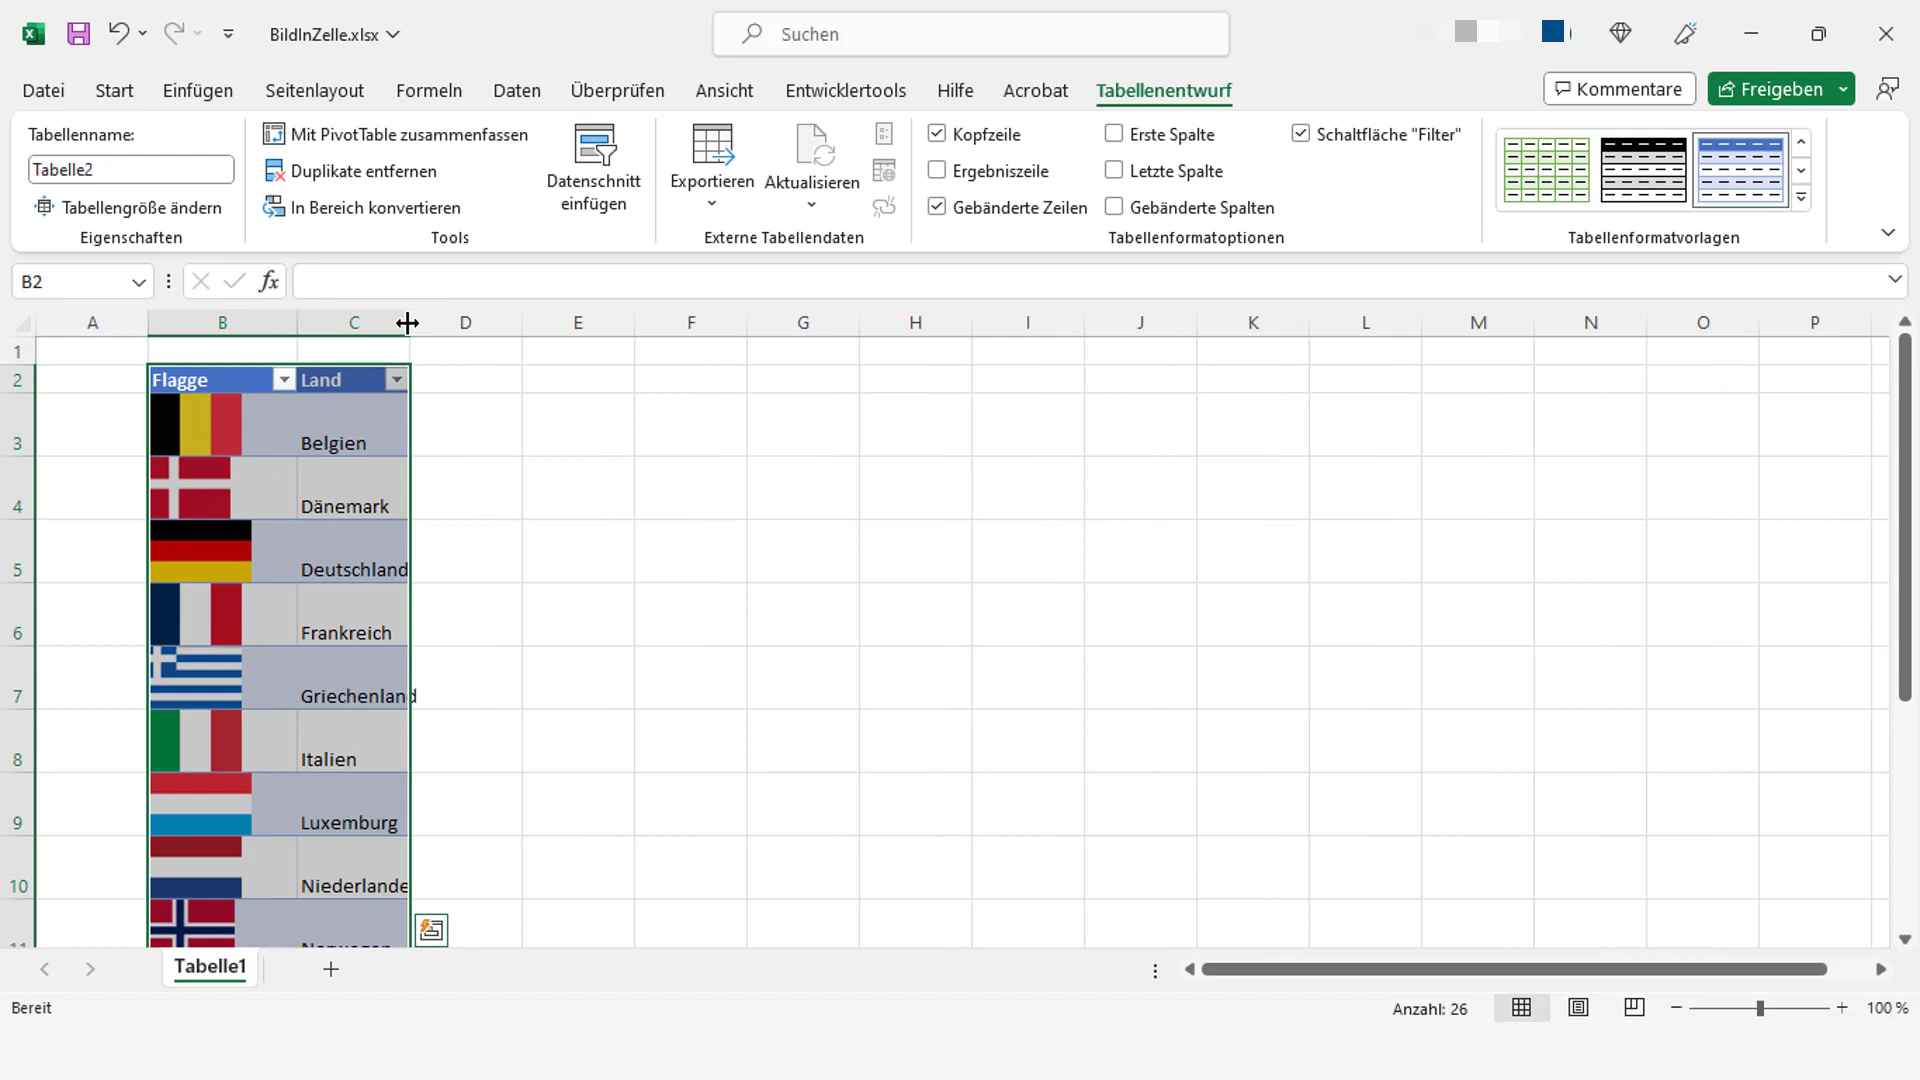 BildInZelle.xlsx
Suchen
Datei Start Einfügen Seitenlayout Formeln Daten Überprüfen Ansicht Entwicklertools Hilfe Acrobat Tabellenentwurf Kommentare Freigeben
Tabellenname:
Tabelle2
Tabellengröße ändern
Eigenschaften
Mit PivotTable zusammenfassen
Duplikate entfernen
In Bereich konvertieren
Datenschnitt
einfügen
Tools
Exportieren
Aktualisieren
Externe Tabellendaten
Kopfzeile
Ergebniszeile
Gebänderte Zeilen
Erste Spalte
Letzte Spalte
Gebänderte Spalten
Schaltfläche "Filter"
Tabellenformatoptionen
Tabellenformatvorlagen
B2
fx
A B C D E F G H I J K L M N O P
1
2 Flagge Land
3 Belgien
4 Dänemark
5 Deutschland
6 Frankreich
7 Griechenland
8 Italien
9 Luxemburg
10 Niederlande
11 Norwegen
Tabelle1
Bereit
Anzahl: 26
100 %